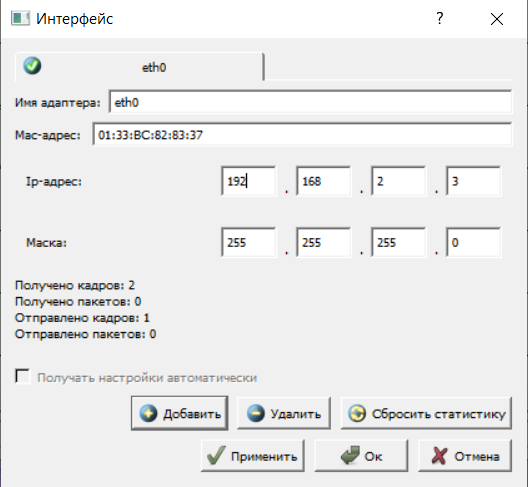 Интерфейс ?
eth0
Имя адаптера: eth0
Mac-адрес: 01:33:BC:82:83:37
Ip-адрес: 192 . 168 . 2 . 3
Маска: 255 . 255 . 255 . 0
Получено кадров: 2
Получено пакетов: 0
Отправлено кадров: 1
Отправлено пакетов: 0
Получать настройки автоматически
Добавить Удалить Сбросить статистику
Применить Ок Отмена